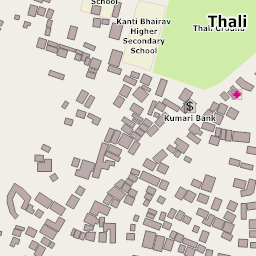 School
Kanti Bhairav
Higher
Secondary
School
Thali
Thali Ground
$
Kumari Bank